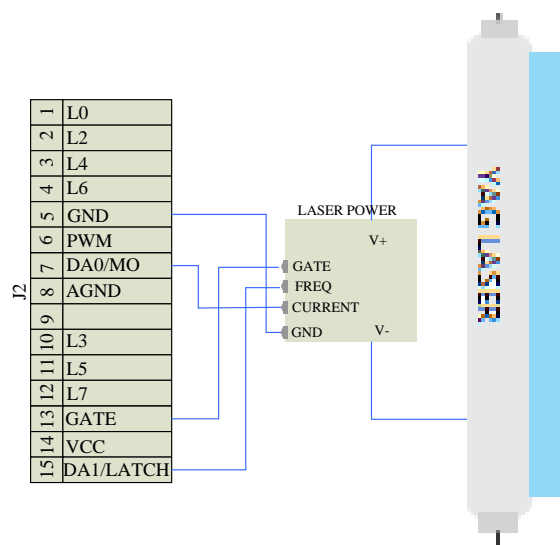 J2
1 L0
2 L2
3 L4
4 L6
5 GND
6 PWM
7 DA0/MO
8 AGND
9
10 L3
11 L5
12 L7
13 GATE
14 VCC
15 DA1/LATCH
LASER POWER
V+
GATE
FREQ
CURRENT
GND
V-
YAG LASER